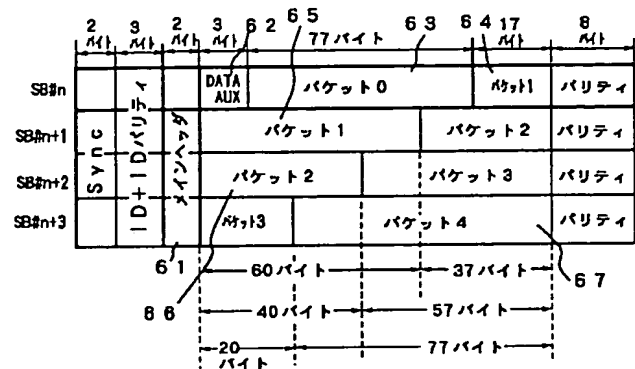 2 3 2 3 6 2 6 5 77バイト 6 3 6 4 17 8
バイト バイト バイト バイト バイト バイト
SB#n DATA AUX パケット0 パケット1 パリティ
SB#n+1 パケット1 パケット2 パリティ
SB#n+2 パケット2 パケット3 パリティ
SB#n+3 パケット3 パケット4 パリティ
Sync
ID+IDパリティ
メインヘッダ
6 1 60バイト 37バイト 6 7
6 6 40バイト 57バイト
20バイト 77バイト